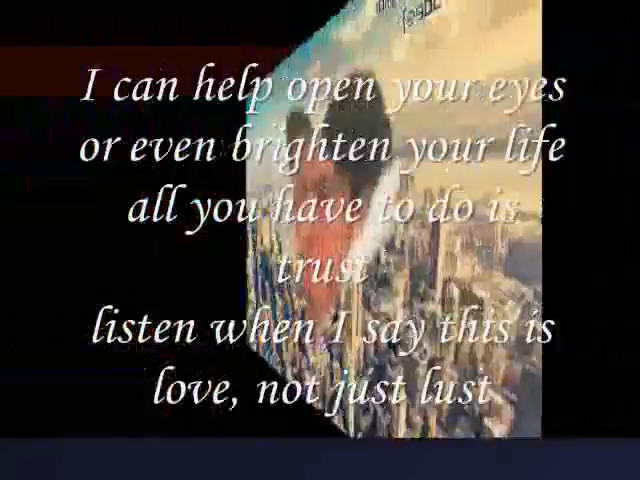 I can help open your eyes
or even brighten your life
all you have to do is
trust
listen when I say this is
love, not just lust